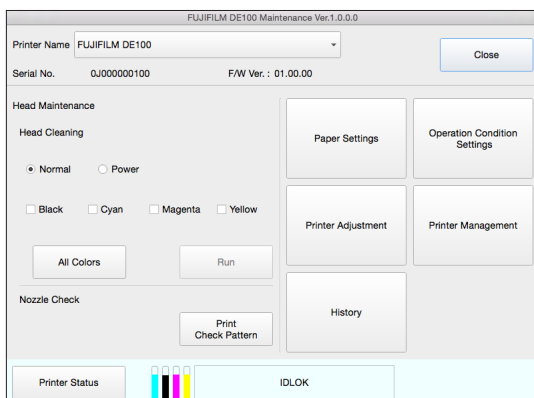 FUJIFILM DE100 Maintenance Ver.1.0.0.0
Printer Name FUJIFILM DE100
Close
Serial No. 0J000000100 F/W Ver. : 01.00.00
Head Maintenance
Head Cleaning
Normal Power
Black Cyan Magenta Yellow
All Colors Run
Nozzle Check
Print
Check Pattern
Paper Settings
Operation Condition
Settings
Printer Adjustment
Printer Management
History
Printer Status
IDLOK